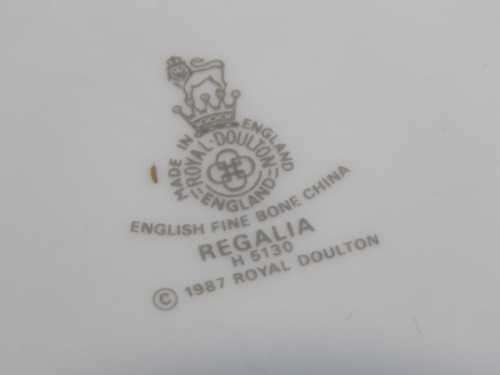 MADE IN ENGLAND
ROYAL·DOULTON
ENGLAND
ENGLISH FINE BONE CHINA
REGALIA
H 5130
© 1987 ROYAL DOULTON